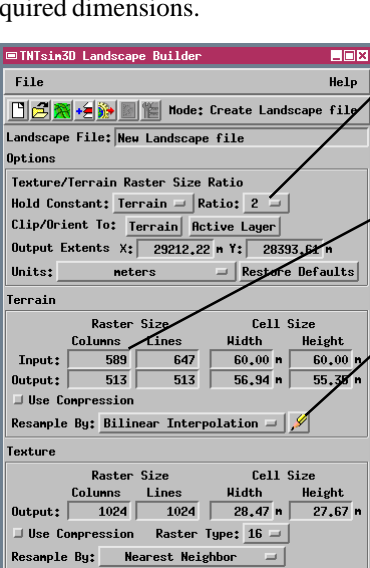 quired dimensions.
TNTsim3D Landscape Builder
File Help
Mode: Create Landscape file
Landscape File: New Landscape file
Options
Texture/Terrain Raster Size Ratio
Hold Constant: Terrain Ratio: 2
Clip/Orient To: Terrain Active Layer
Output Extents X: 29212.22 m Y: 28393.61 m
Units: meters Restore Defaults
Terrain
Raster Size Cell Size
Columns Lines Width Height
Input: 589 647 60.00 m 60.00 m
Output: 513 513 56.94 m 55.35 m
Use Compression
Resample By: Bilinear Interpolation
Texture
Raster Size Cell Size
Columns Lines Width Height
Output: 1024 1024 28.47 m 27.67 m
Use Compression Raster Type: 16
Resample By: Nearest Neighbor